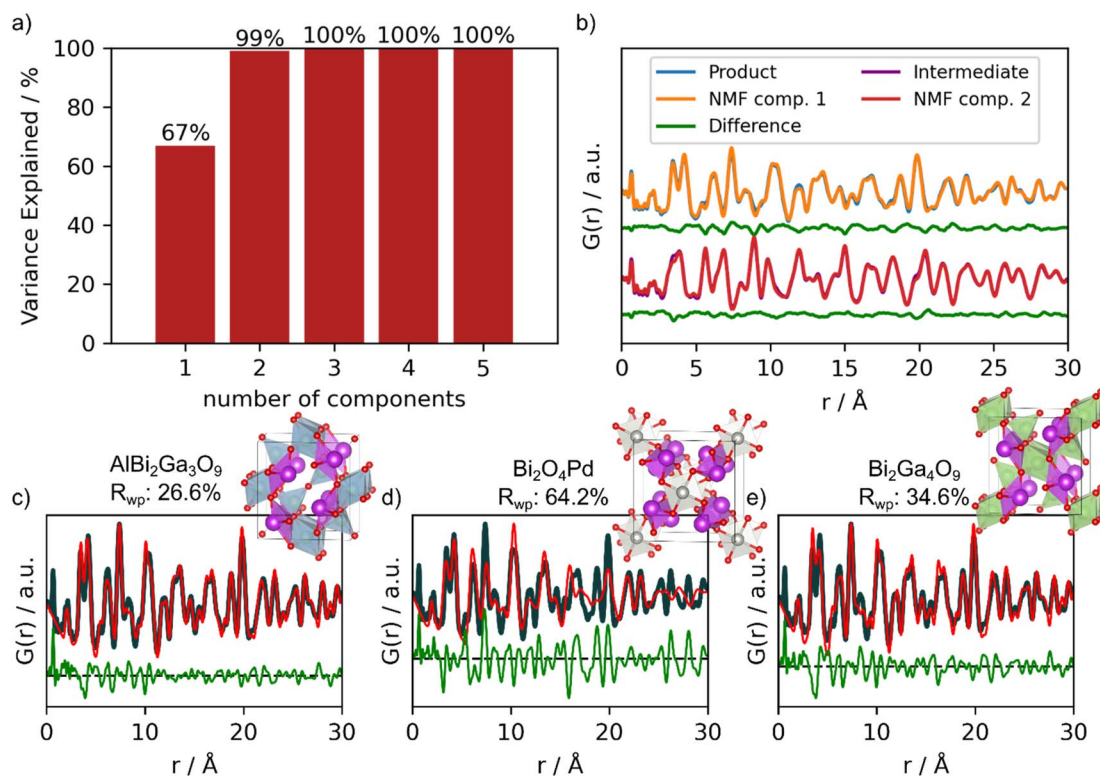 a)
Variance Explained / %
100
80
60
40
20
0
67%
99%
100%
100%
100%
1
2
3
4
5
number of components
b)
G(r) / a.u.
Product
Intermediate
NMF comp. 1
NMF comp. 2
Difference
0
5
10
15
20
25
30
r / Å
c)
AlBi₂Ga₃O₉
Rwp: 26.6%
G(r) / a.u.
0
10
20
30
r / Å
d)
Bi₂O₄Pd
Rwp: 64.2%
G(r) / a.u.
0
10
20
30
r / Å
e)
Bi₂Ga₄O₉
Rwp: 34.6%
G(r) / a.u.
0
10
20
30
r / Å